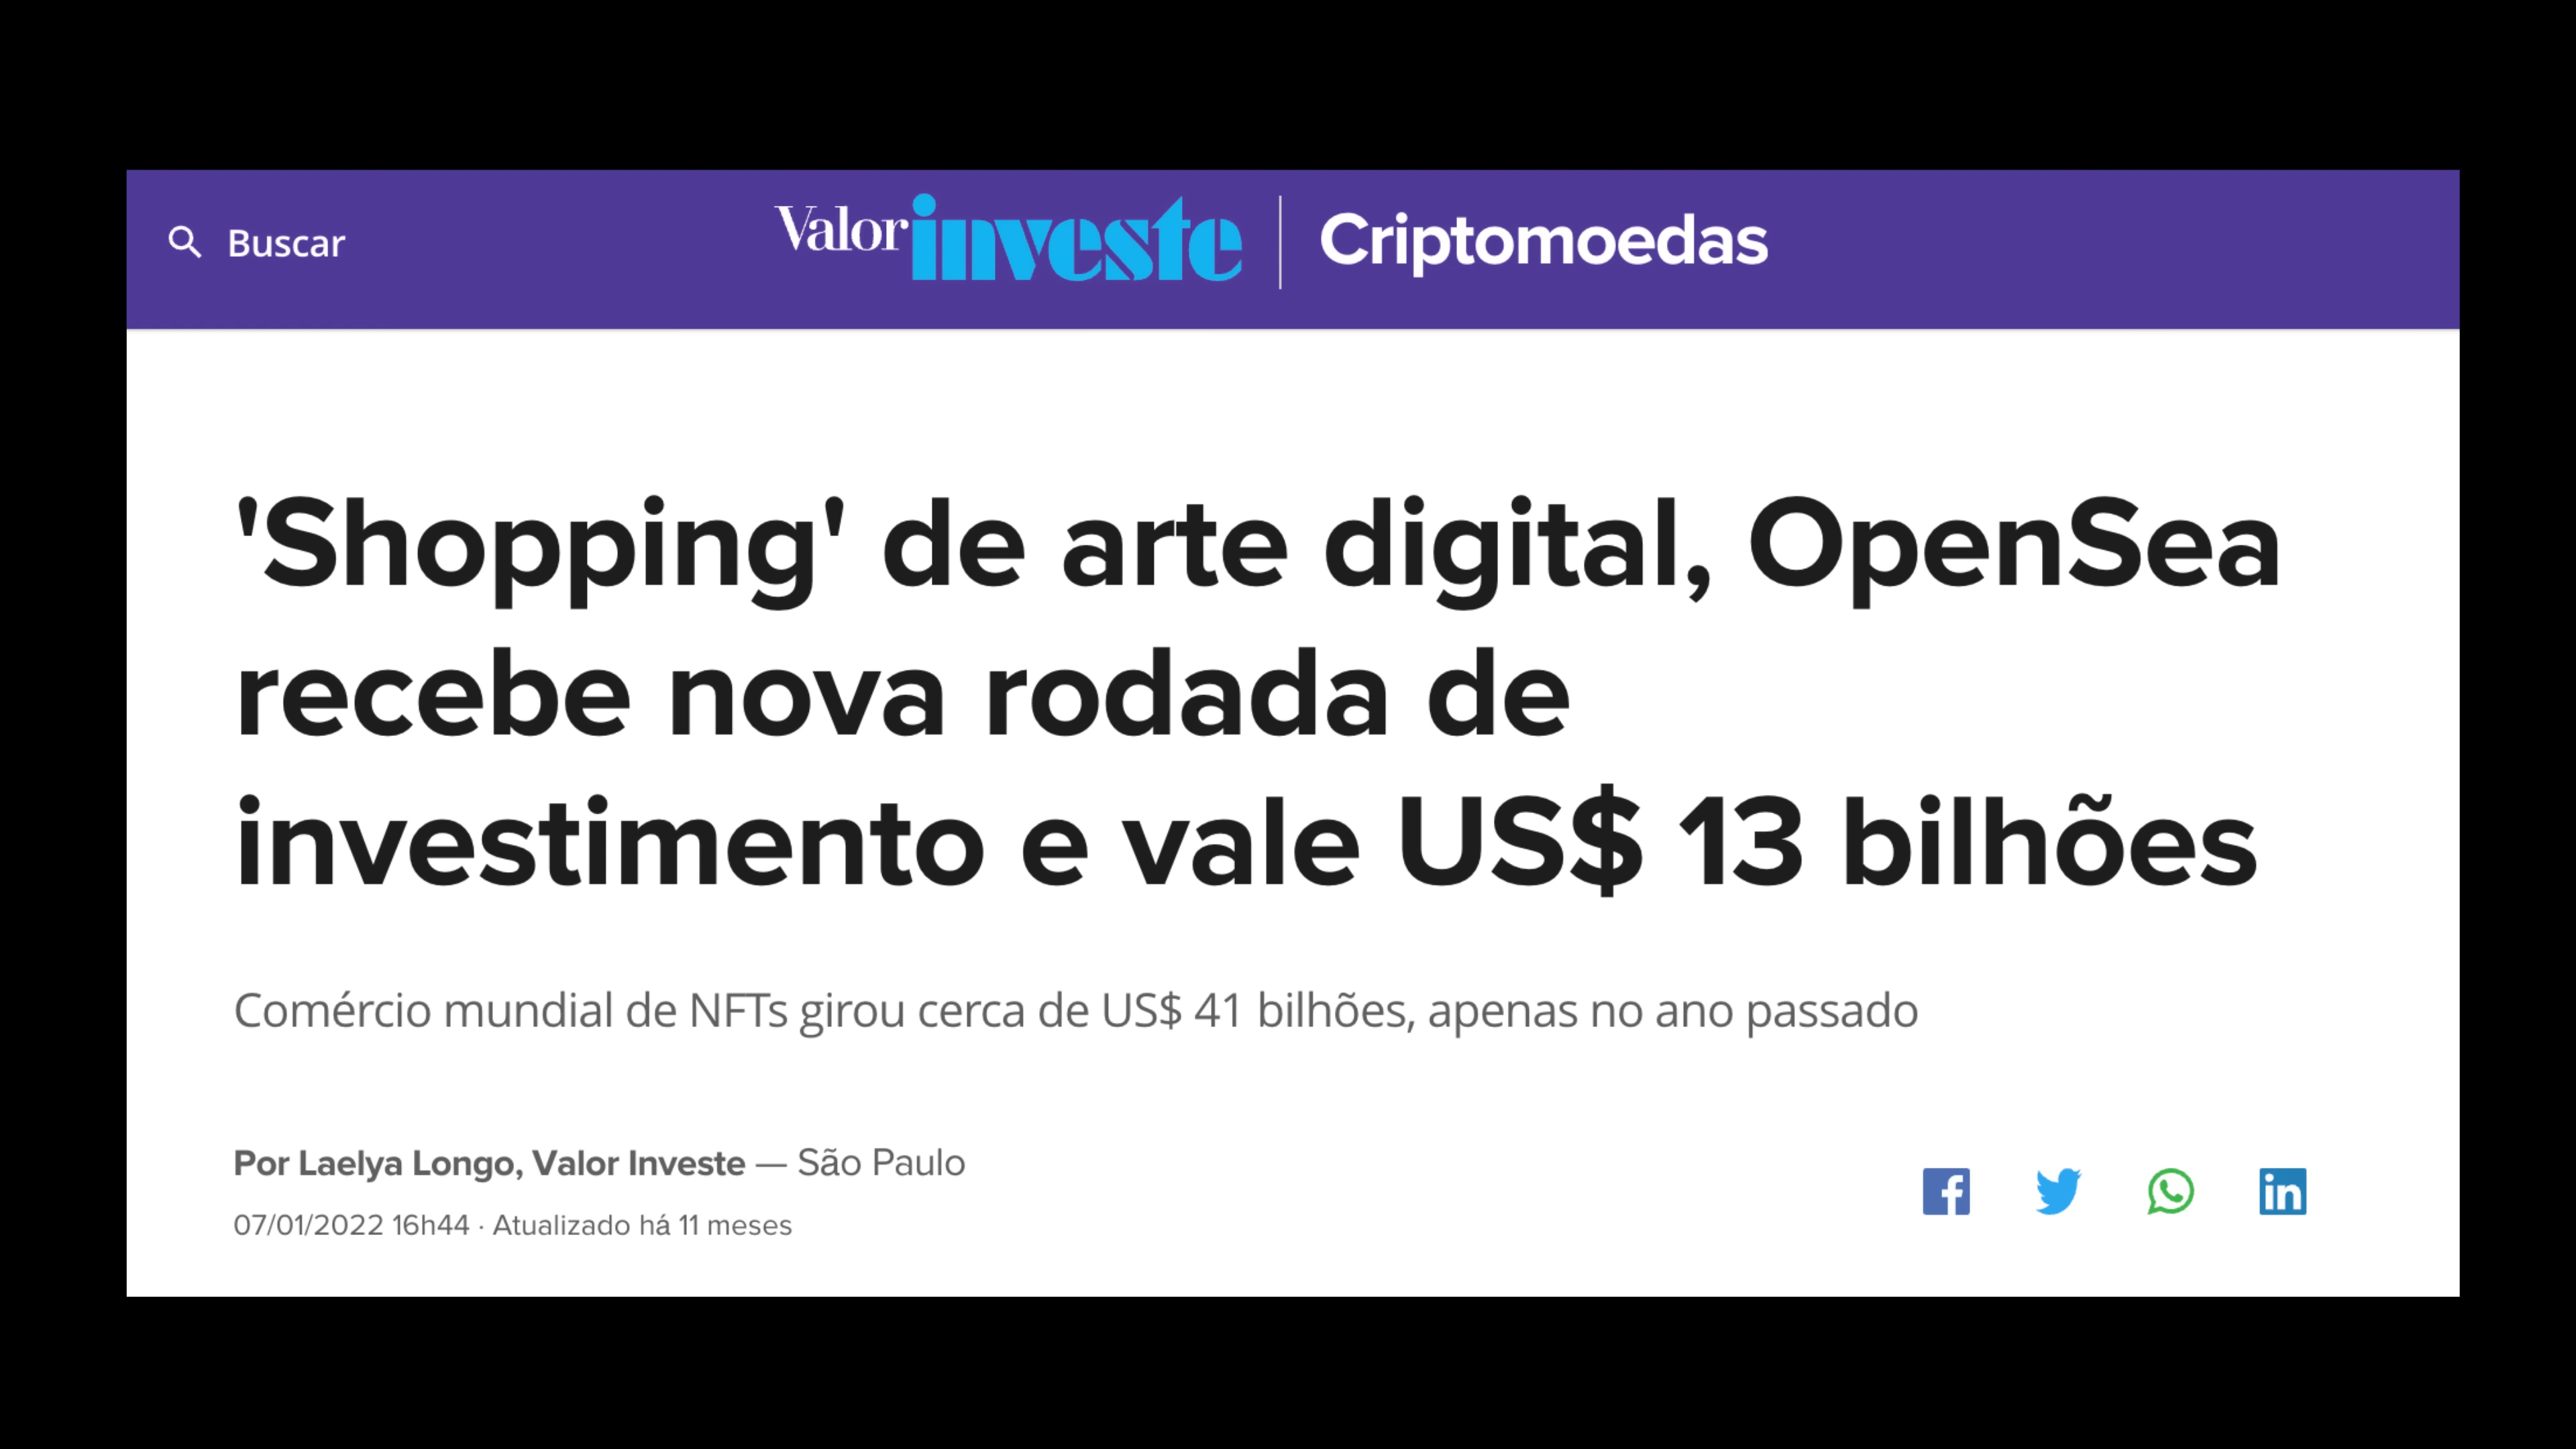 Buscar
Valor investe | Criptomoedas
'Shopping' de arte digital, OpenSea
recebe nova rodada de
investimento e vale US$ 13 bilhões
Comércio mundial de NFTs girou cerca de US$ 41 bilhões, apenas no ano passado
Por Laelya Longo, Valor Investe — São Paulo
07/01/2022 16h44 · Atualizado há 11 meses